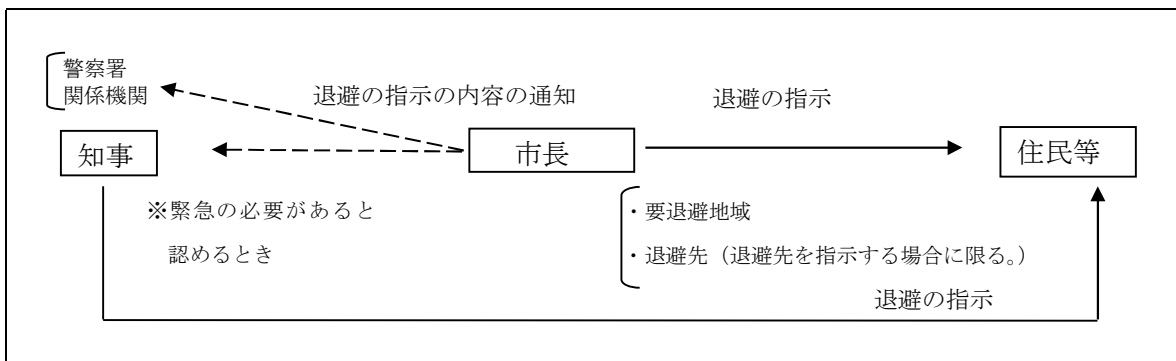 警察署
関係機関
退避の指示の内容の通知
退避の指示
知事
市長
住民等
※緊急の必要があると
認めるとき
・要退避地域
・退避先（退避先を指示する場合に限る。）
退避の指示